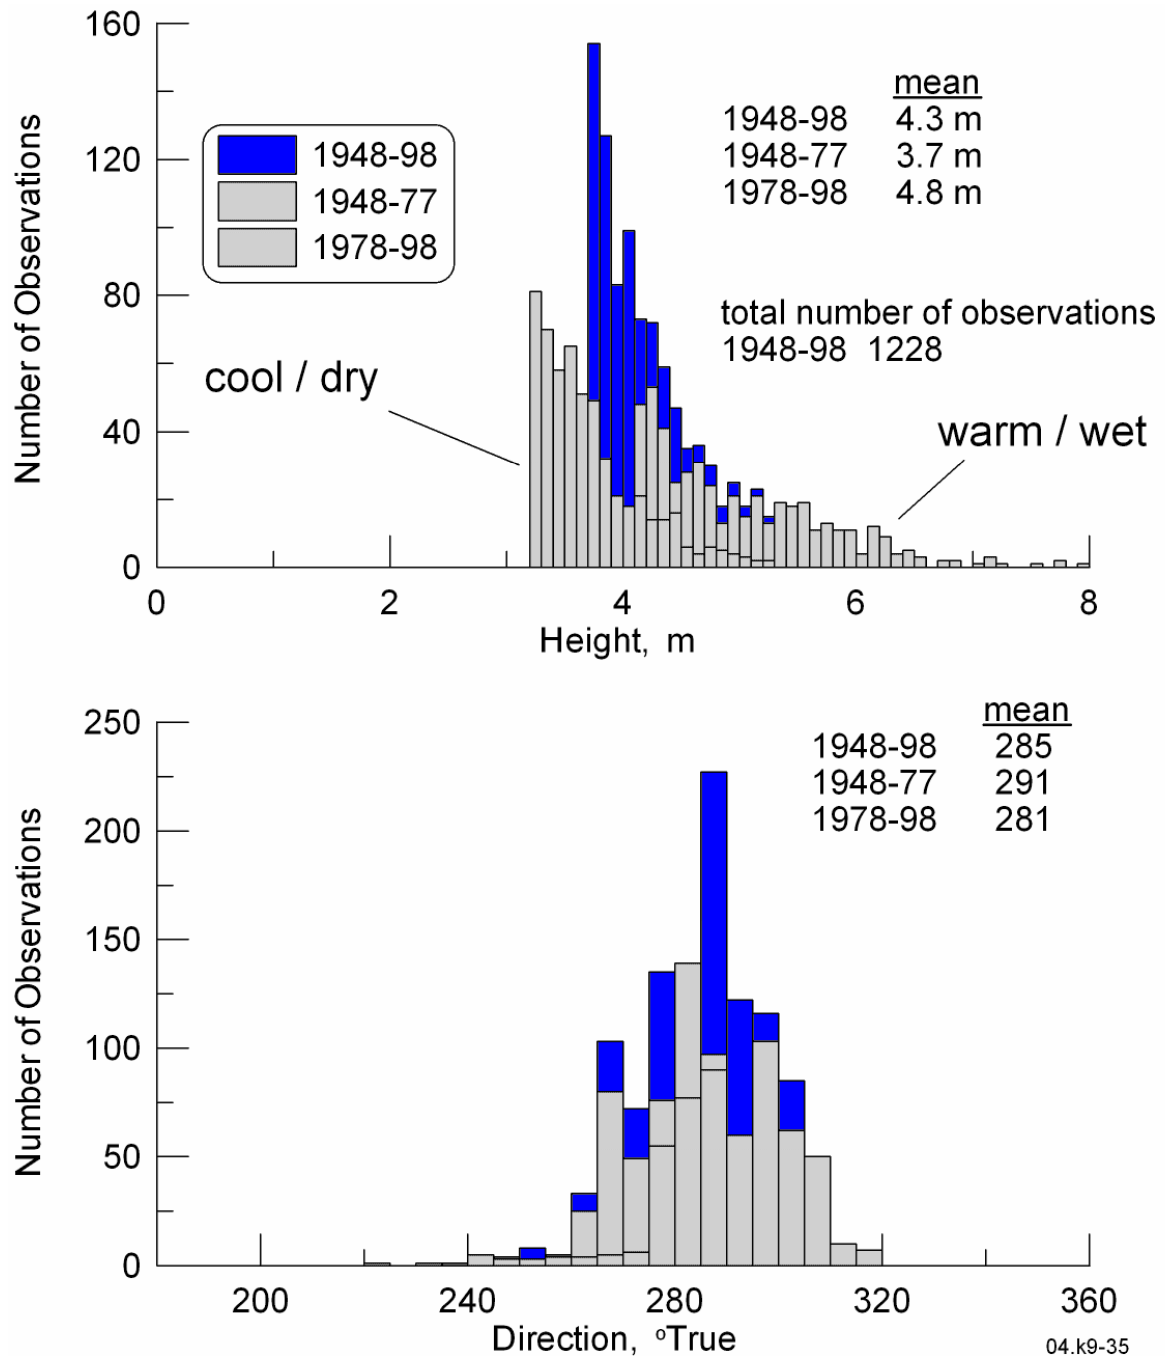 160
120
80
40
0
Number of Observations
1948-98
1948-77
1978-98
mean
1948-98 4.3 m
1948-77 3.7 m
1978-98 4.8 m
total number of observations
1948-98 1228
cool / dry
warm / wet
0 2 4 6 8
Height, m
250
200
150
100
50
0
Number of Observations
mean
1948-98 285
1948-77 291
1978-98 281
200 240 280 320 360
Direction, °True
04.k9-35